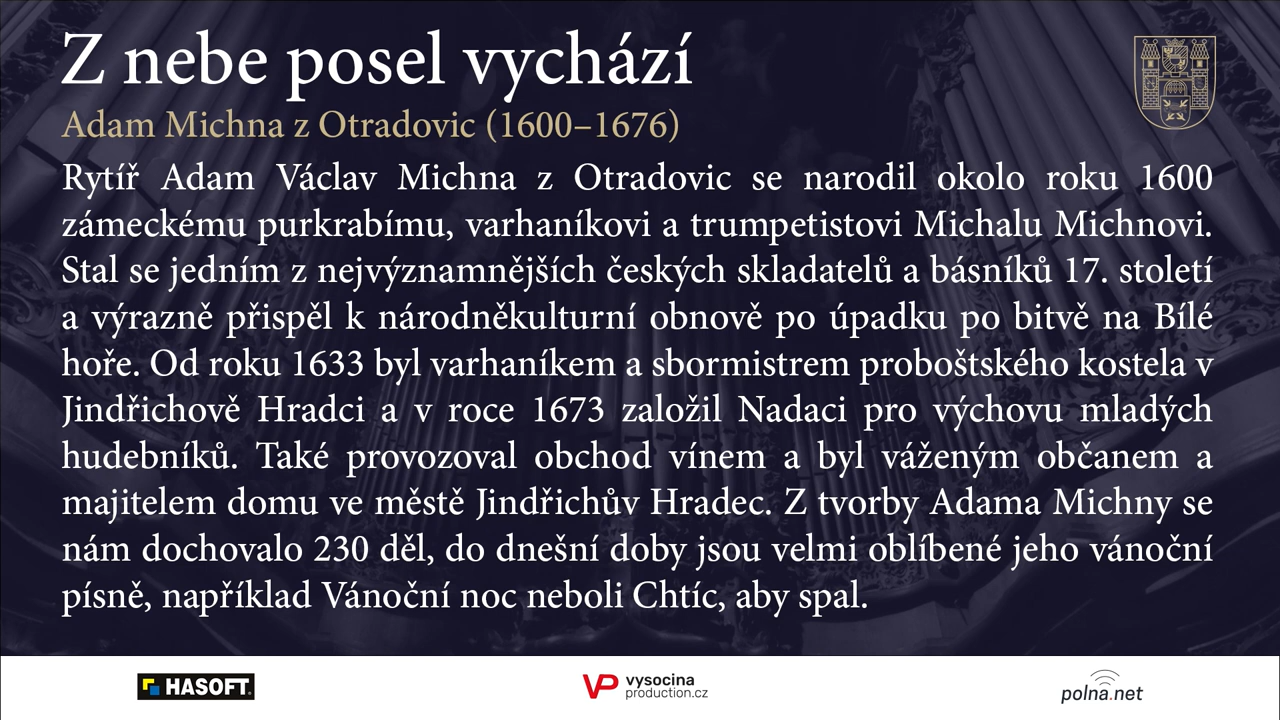 Z nebe posel vychází
Adam Michna z Otradovic (1600–1676)
Rytíř Adam Václav Michna z Otradovic se narodil okolo roku 1600
zámeckému purkrabímu, varhaníkovi a trumpetistovi Michalu Michnovi.
Stal se jedním z nejvýznamnějších českých skladatelů a básníků 17. století
a výrazně přispěl k národněkulturní obnově po úpadku po bitvě na Bílé
hoře. Od roku 1633 byl varhaníkem a sbormistrem proboštského kostela v
Jindřichově Hradci a v roce 1673 založil Nadaci pro výchovu mladých
hudebníků. Také provozoval obchod vínem a byl váženým občanem a
majitelem domu ve městě Jindřichův Hradec. Z tvorby Adama Michny se
nám dochovalo 230 děl, do dnešní doby jsou velmi oblíbené jeho vánoční
písně, například Vánoční noc neboli Chtíc, aby spal.
HASOFT.
VP vysocina
production.cz
polna.net